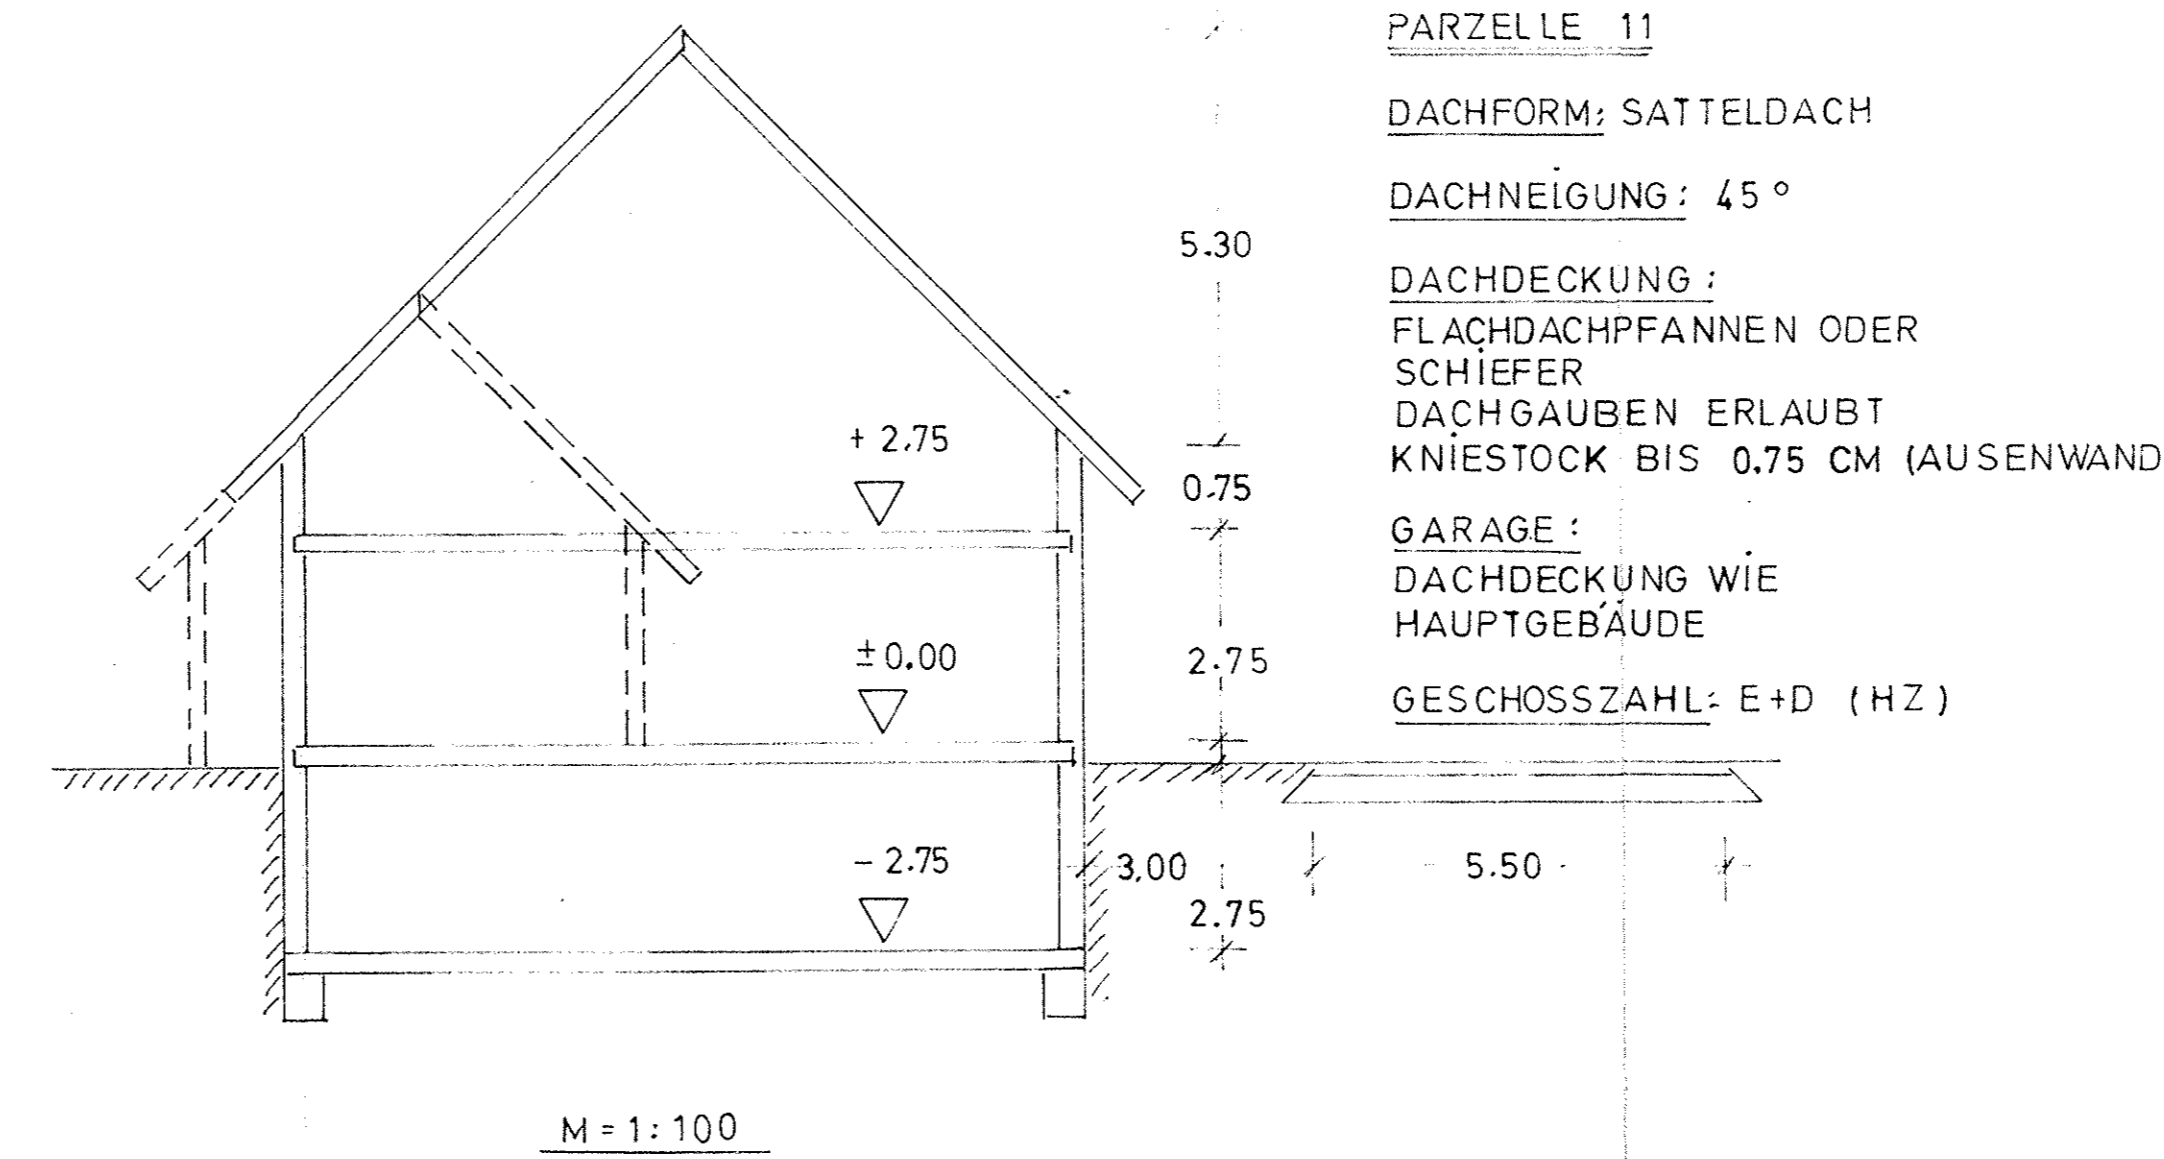 PARZELLE 11
DACHFORM: SATTELDACH
DACHNEIGUNG: 45°
5.30
DACHDECKUNG:
FLACHDACHPFANNEN ODER
SCHIEFER
DACHGAUBEN ERLAUBT
+ 2.75
KNIESTOCK BIS 0.75 CM (AUSENWAND
0.75
GARAGE:
DACHDECKUNG WIE
HAUPTGEBÄUDE
± 0.00
2.75
GESCHOSSZAHL: E+D (HZ)
- 2.75
3,00
5.50
2.75
M = 1 : 100